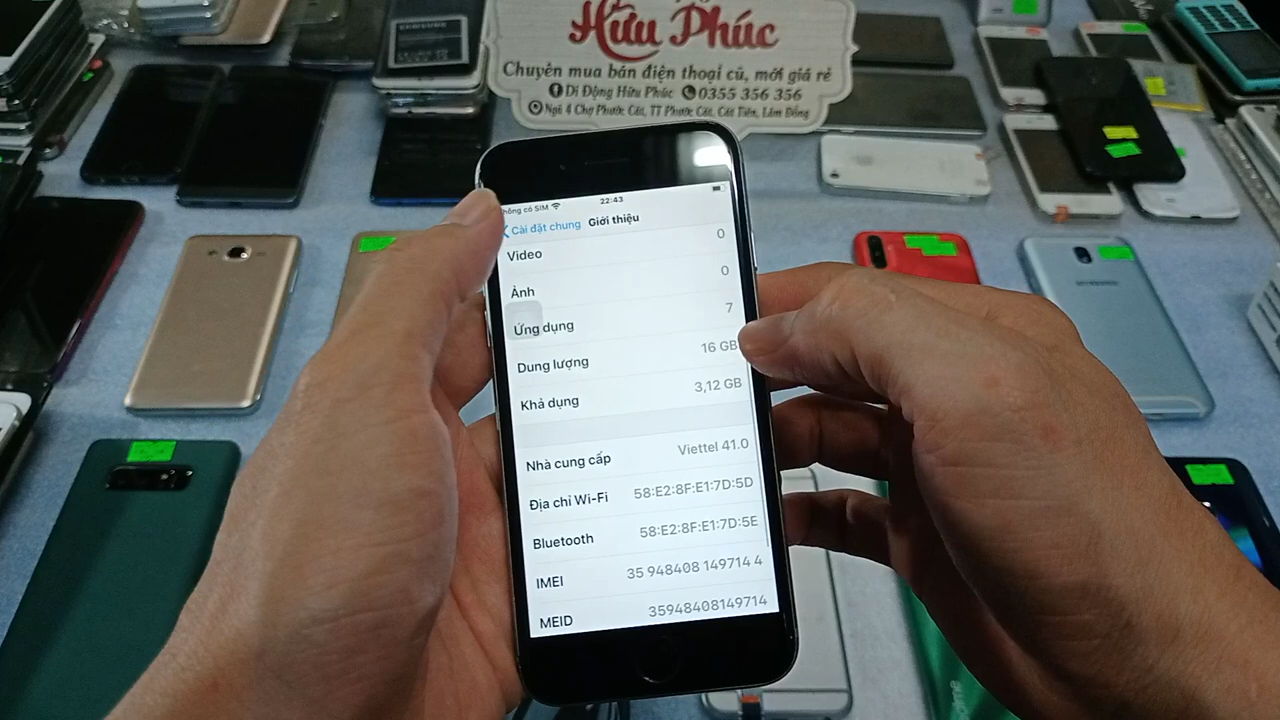 Hữu Phúc
Chuyên mua bán điện thoại cũ, mới giá rẻ
Di Động Hữu Phúc 0355 356 356
Ngã 4 Chợ Phước Cát, TT Phước Cát, Cát Tiên, Lâm Đồng
hông có SIM 22:43
Cài đặt chung Giới thiệu
Video 0
Ảnh 0
Ứng dụng 7
Dung lượng 16 GB
Khả dụng 3,12 GB
Nhà cung cấp Viettel 41.0
Địa chỉ Wi-Fi 58:E2:8F:E1:7D:5D
Bluetooth 58:E2:8F:E1:7D:5E
IMEI 35 948408 149714 4
MEID 35948408149714
SAMSUNG